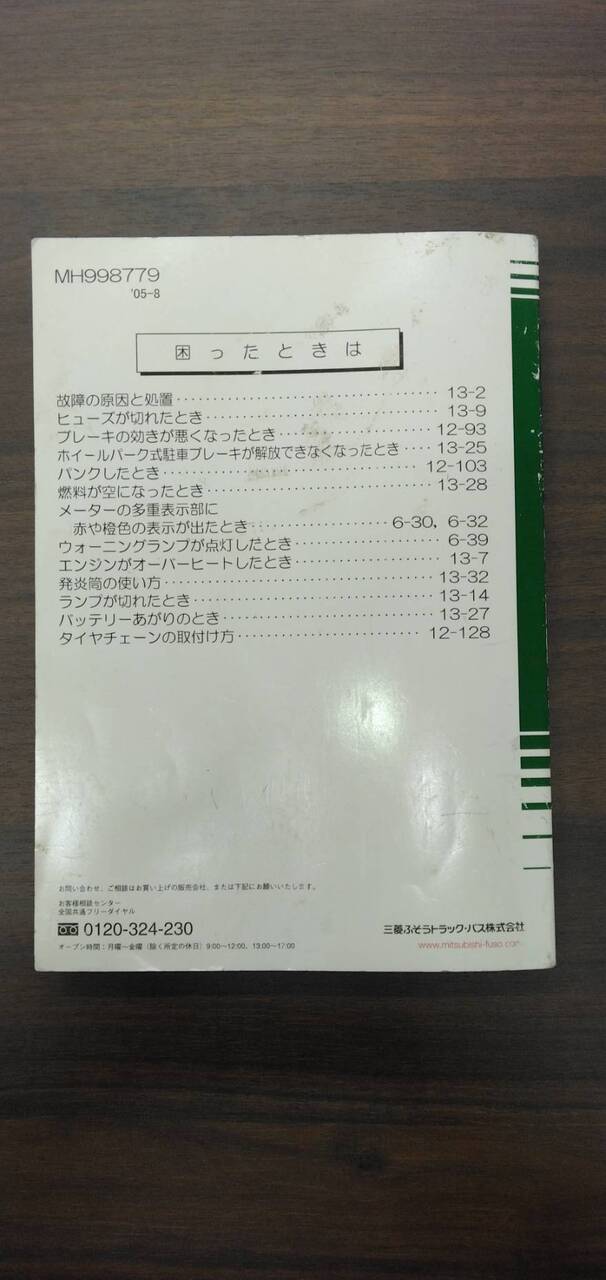 MH998779
'05-8
困ったときは
故障の原因と処置 13-2
ヒューズが切れたとき 13-9
ブレーキの効きが悪くなったとき 12-93
ホイールパーク式駐車ブレーキが解放できなくなったとき 13-25
パンクしたとき 12-103
燃料が空になったとき 13-28
メーターの多重表示部に
赤や橙色の表示が出たとき 6-30, 6-32
ウォーニングランプが点灯したとき 6-39
エンジンがオーバーヒートしたとき 13-7
発炎筒の使い方 13-32
ランプが切れたとき 13-14
バッテリーあがりのとき 13-27
タイヤチェーンの取付け方 12-128
お問い合わせ、ご相談はお買い上げの販売会社、または下記にお願いいたします。
お客様相談センター
全国共通フリーダイヤル
0120-324-230
オープン時間:月曜~金曜(除く所定の休日)9:00~12:00、13:00~17:00
三菱ふそうトラック・バス株式会社
www.mitsubishi-fuso.com